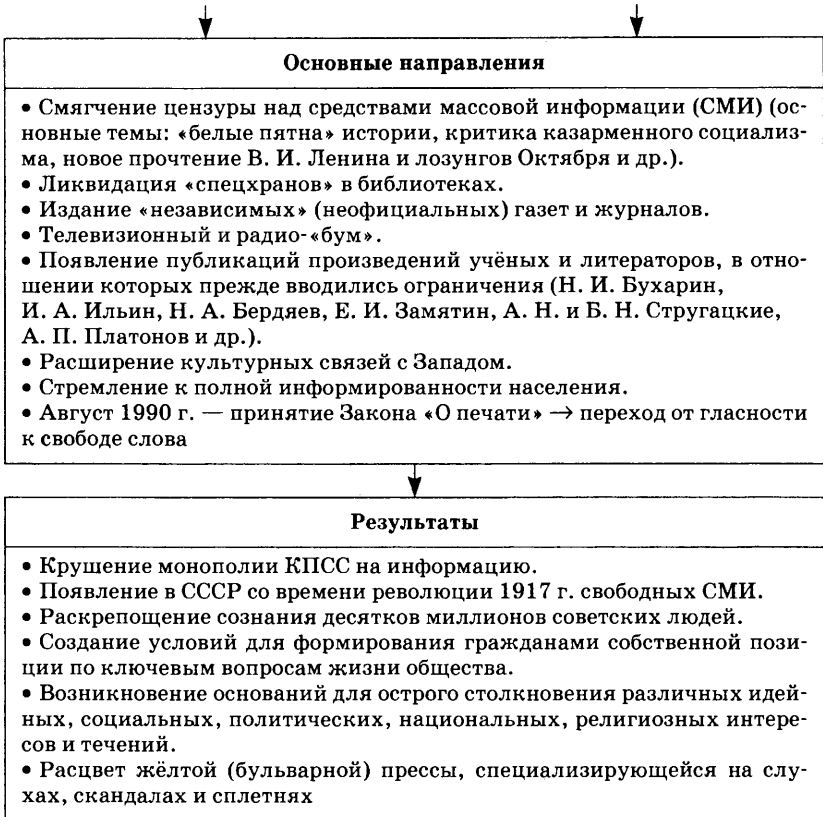 Основные направления
• Смягчение цензуры над средствами массовой информации (СМИ) (ос-
новные темы: «белые пятна» истории, критика казарменного социализ-
ма, новое прочтение В. И. Ленина и лозунгов Октября и др.).
• Ликвидация «спецхранов» в библиотеках.
• Издание «независимых» (неофициальных) газет и журналов.
• Телевизионный и радио-«бум».
• Появление публикаций произведений учёных и литераторов, в отно-
шении которых прежде вводились ограничения (Н. И. Бухарин,
И. А. Ильин, Н. А. Бердяев, Е. И. Замятин, А. Н. и Б. Н. Стругацкие,
А. П. Платонов и др.).
• Расширение культурных связей с Западом.
• Стремление к полной информированности населения.
• Август 1990 г. — принятие Закона «О печати» → переход от гласности
к свободе слова
Результаты
• Крушение монополии КПСС на информацию.
• Появление в СССР со времени революции 1917 г. свободных СМИ.
• Раскрепощение сознания десятков миллионов советских людей.
• Создание условий для формирования гражданами собственной пози-
ции по ключевым вопросам жизни общества.
• Возникновение оснований для острого столкновения различных идей-
ных, социальных, политических, национальных, религиозных интере-
сов и течений.
• Расцвет жёлтой (бульварной) прессы, специализирующейся на слу-
хах, скандалах и сплетнях